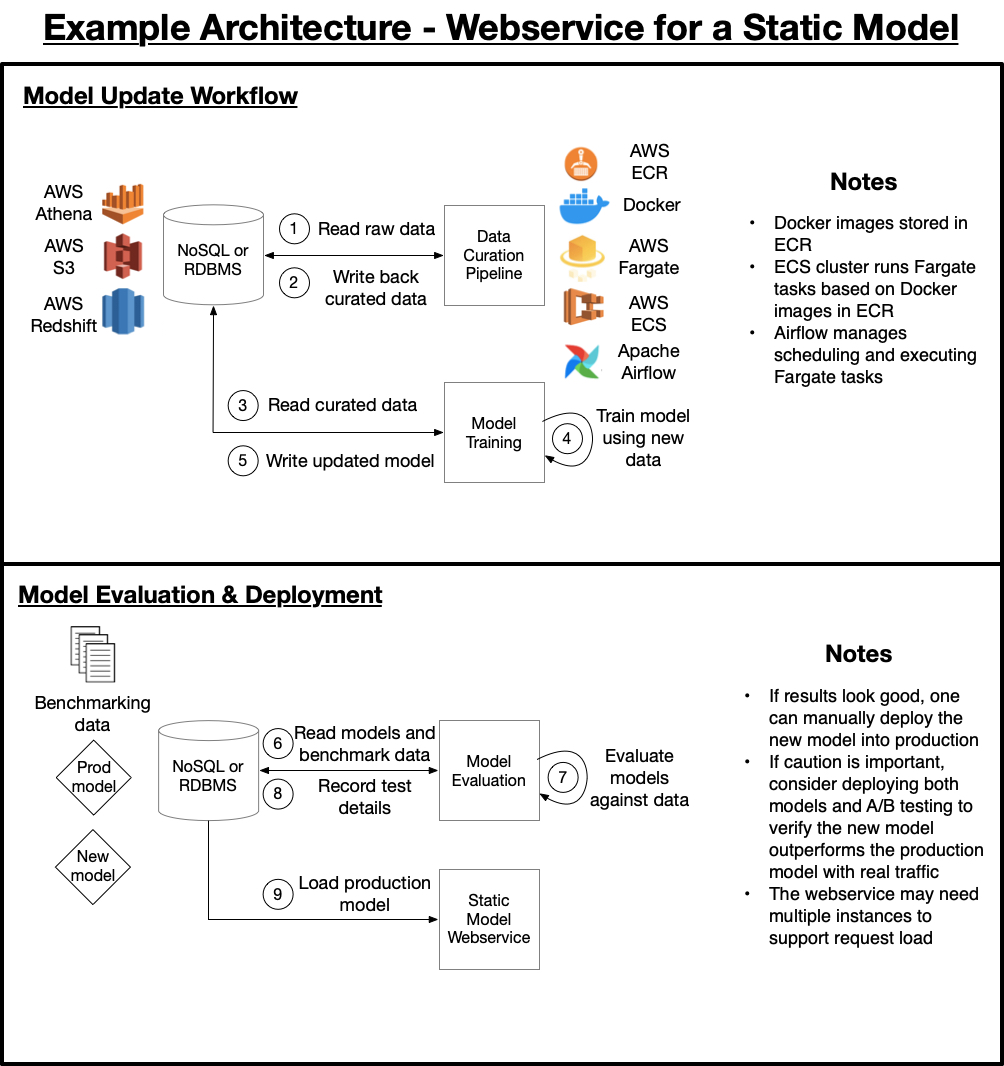 Example Architecture - Webservice for a Static Model
Model Update Workflow
AWS
Athena
AWS
S3
AWS
Redshift
NoSQL or
RDBMS
1 Read raw data
2 Write back
curated data
Data
Curation
Pipeline
AWS
ECR
Docker
AWS
Fargate
AWS
ECS
Apache
Airflow
3 Read curated data
5 Write updated model
Model
Training
4
Train model
using new
data
Notes
• Docker images stored in
ECR
• ECS cluster runs Fargate
tasks based on Docker
images in ECR
• Airflow manages
scheduling and executing
Fargate tasks
Model Evaluation & Deployment
Benchmarking
data
Prod
model
New
model
NoSQL or
RDBMS
6 Read models and
benchmark data
8 Record test
details
Model
Evaluation
7
Evaluate
models
against data
9 Load production
model
Static
Model
Webservice
Notes
• If results look good, one
can manually deploy the
new model into production
• If caution is important,
consider deploying both
models and A/B testing to
verify the new model
outperforms the production
model with real traffic
• The webservice may need
multiple instances to
support request load